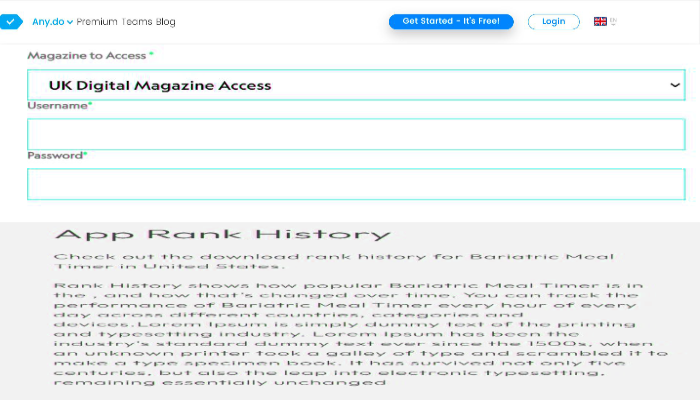 Any.do Premium Teams Blog Get Started - It's Free! Login EN
Magazine to Access *
UK Digital Magazine Access
Username*
Password*
App Rank History
Check out the download rank history for Bariatric Meal
Timer in United States.
Rank History shows how popular Bariatric Meal Timer is in
the , and how that's changed over time. You can track the
performance of Bariatric Meal Timer every hour of every
day across different countries, categories and
devices.Lorem Ipsum is simply dummy text of the printing
and typesetting industry. Lorem Ipsum has been the
industry's standard dummy text ever since the 1500s, when
an unknown printer took a galley of type and scrambled it to
make a type specimen book. It has survived not only five
centuries, but also the leap into electronic typesetting,
remaining essentially unchanged